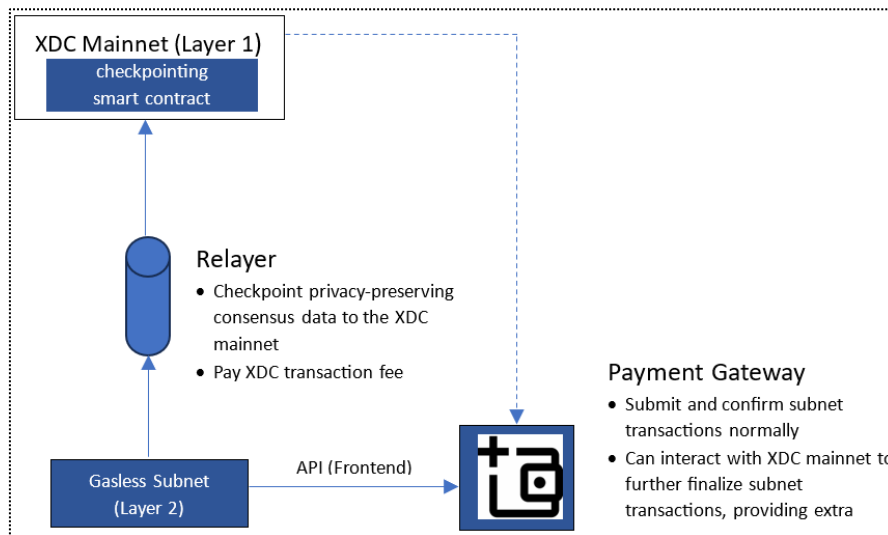 XDC Mainnet (Layer 1)
checkpointing
smart contract
Relayer
• Checkpoint privacy-preserving
consensus data to the XDC
mainnet
• Pay XDC transaction fee
Payment Gateway
• Submit and confirm subnet
transactions normally
• Can interact with XDC mainnet to
further finalize subnet
transactions, providing extra
API (Frontend)
Gasless Subnet
(Layer 2)